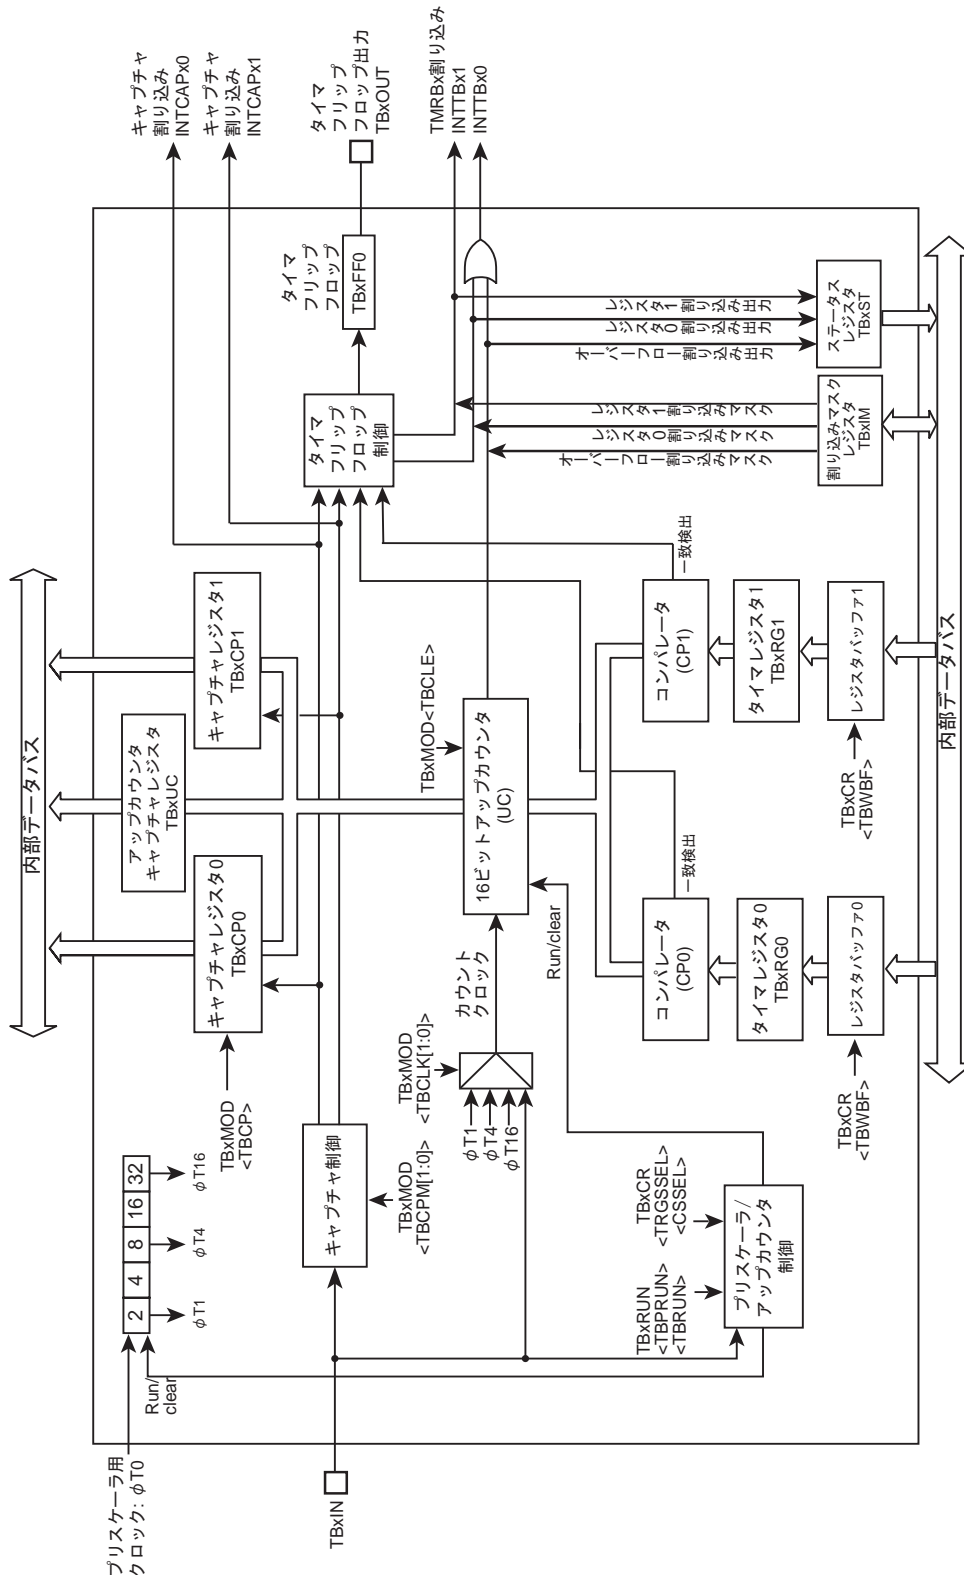 プリスケーラ用
クロック: φT0
Run/
clear
2
4
8
16
32
φT1
φT4
φT16
TBxIN
内部データバス
キャプチャ
割り込み
INTCAPx0
キャプチャ
割り込み
INTCAPx1
TBxMOD
<TBCP>
キャプチャレジスタ0
TBxCP0
アップカウンタ
キャプチャレジスタ
TBxUC
キャプチャレジスタ1
TBxCP1
キャプチャ制御
TBxMOD
<TBCPM[1:0]>
タイマ
フリップ
フロップ
制御
タイマ
フリップ
フロップ
TBxFF0
タイマ
フリップ
フロップ出力
TBxOUT
TBxMOD
<TBCLK[1:0]>
φT1
φT4
φT16
カウント
クロック
TBxMOD<TBCLE>
16ビットアップカウンタ
(UC)
Run/clear
TMRBx割り込み
INTTBx1
INTTBx0
レジスタ1割り込み出力
レジスタ0割り込み出力
オーバーフロー割り込み出力
レジスタ1割り込みマスク
レジスタ0割り込みマスク
オーバーフロー割り込みマスク
TBxRUN
<TBPRUN>
<TBRUN>
TBxCR
<TRGSSEL>
<CSSEL>
プリスケーラ/
アップカウンタ
制御
コンパレータ
(CP0)
一致検出
タイマレジスタ0
TBxRG0
レジスタバッファ0
TBxCR
<TBWBF>
コンパレータ
(CP1)
一致検出
タイマレジスタ1
TBxRG1
レジスタバッファ1
TBxCR
<TBWBF>
割り込みマスク
レジスタ
TBxIM
ステータス
レジスタ
TBxST
内部データバス